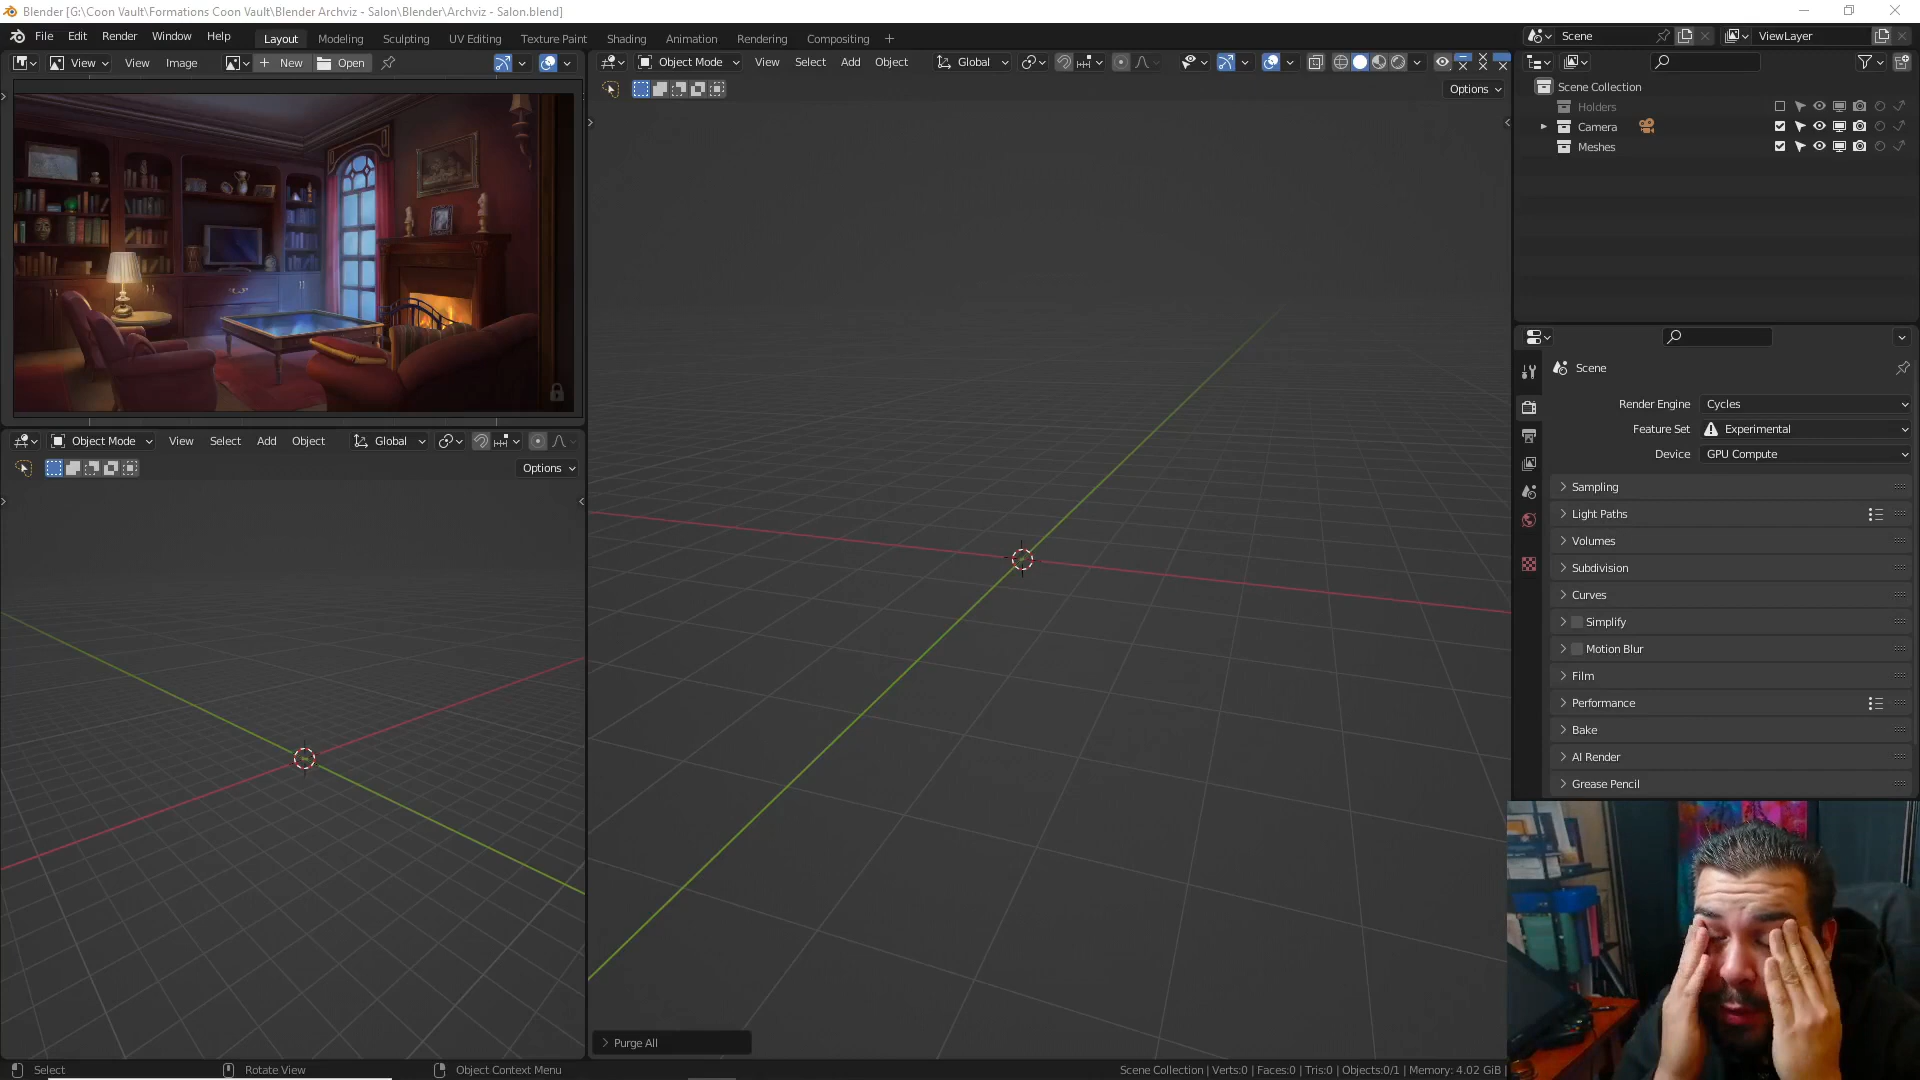 Blender [G:\Coon Vault\Formations Coon Vault\Blender Archviz - Salon\Blender\Archviz - Salon.blend]
File Edit Render Window Help Layout Modeling Sculpting UV Editing Texture Paint Shading Animation Rendering Compositing + Scene ViewLayer
View View Image + New Open Object Mode View Select Add Object Global
Options
Scene Collection
Holders
Camera
Meshes
Scene
Render Engine Cycles
Feature Set Experimental
Device GPU Compute
Sampling
Light Paths
Volumes
Subdivision
Curves
Simplify
Motion Blur
Film
Performance
Bake
AI Render
Grease Pencil
Object Mode View Select Add Object Global
Options
Purge All
Select Rotate View Object Context Menu Scene Collection | Verts:0 | Faces:0 | Tris:0 | Objects:0/1 | Memory: 4.02 GiB |